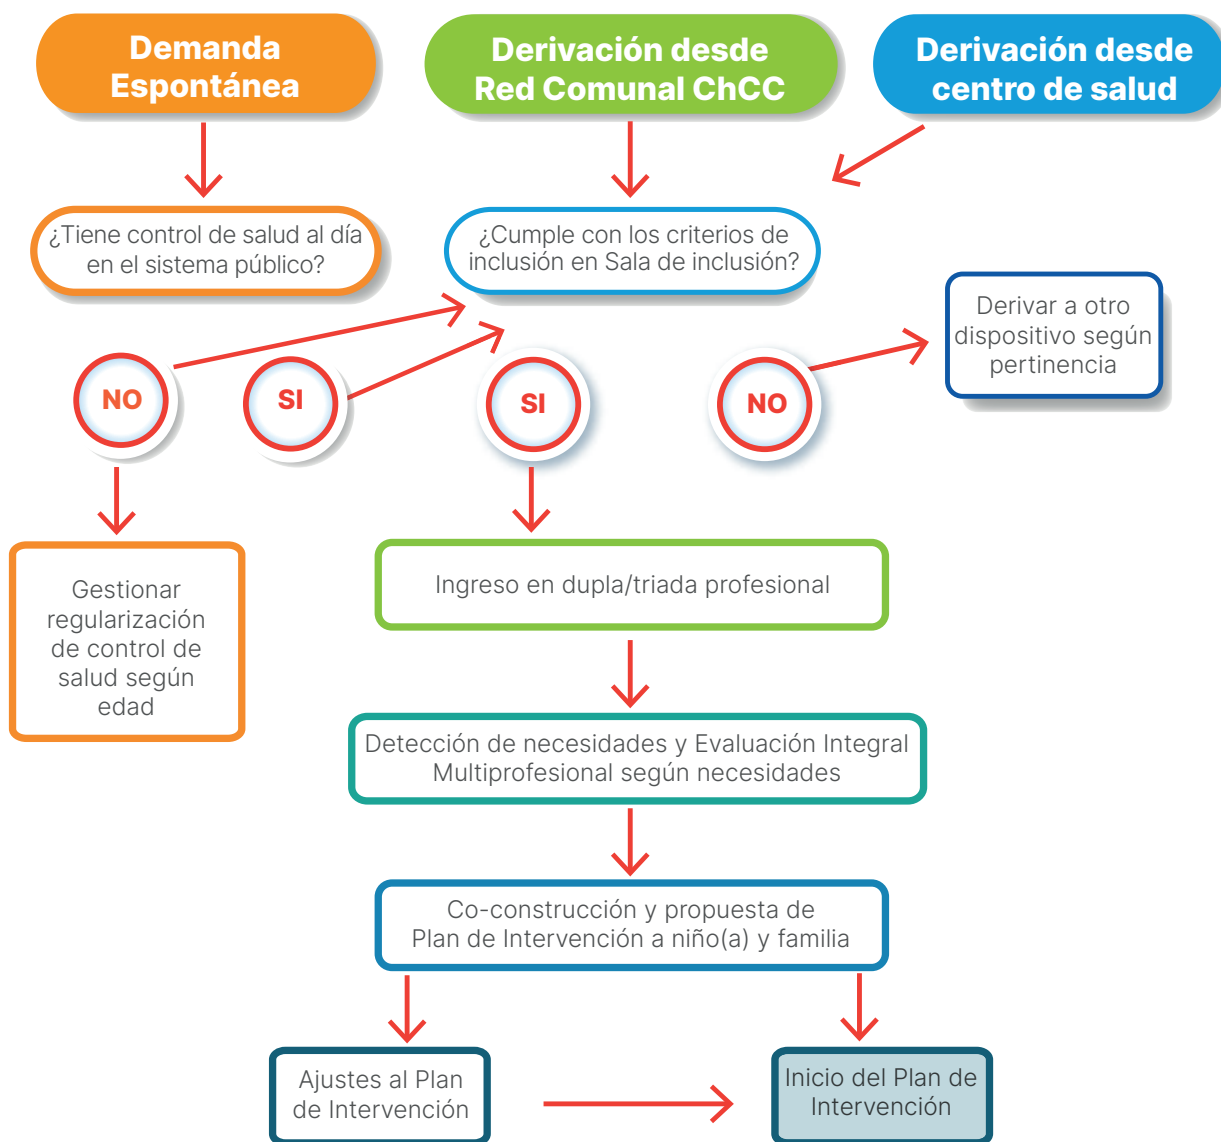 Demanda
Espontánea
Derivación desde
Red Comunal ChCC
Derivación desde
centro de salud
¿Tiene control de salud al día
en el sistema público?
¿Cumple con los criterios de
inclusión en Sala de inclusión?
Derivar a otro
dispositivo según
pertinencia
NO
SI
SI
NO
Gestionar
regularización
de control de
salud según
edad
Ingreso en dupla/triada profesional
Detección de necesidades y Evaluación Integral
Multiprofesional según necesidades
Co-construcción y propuesta de
Plan de Intervención a niño(a) y familia
Ajustes al Plan
de Intervención
Inicio del Plan de
Intervención